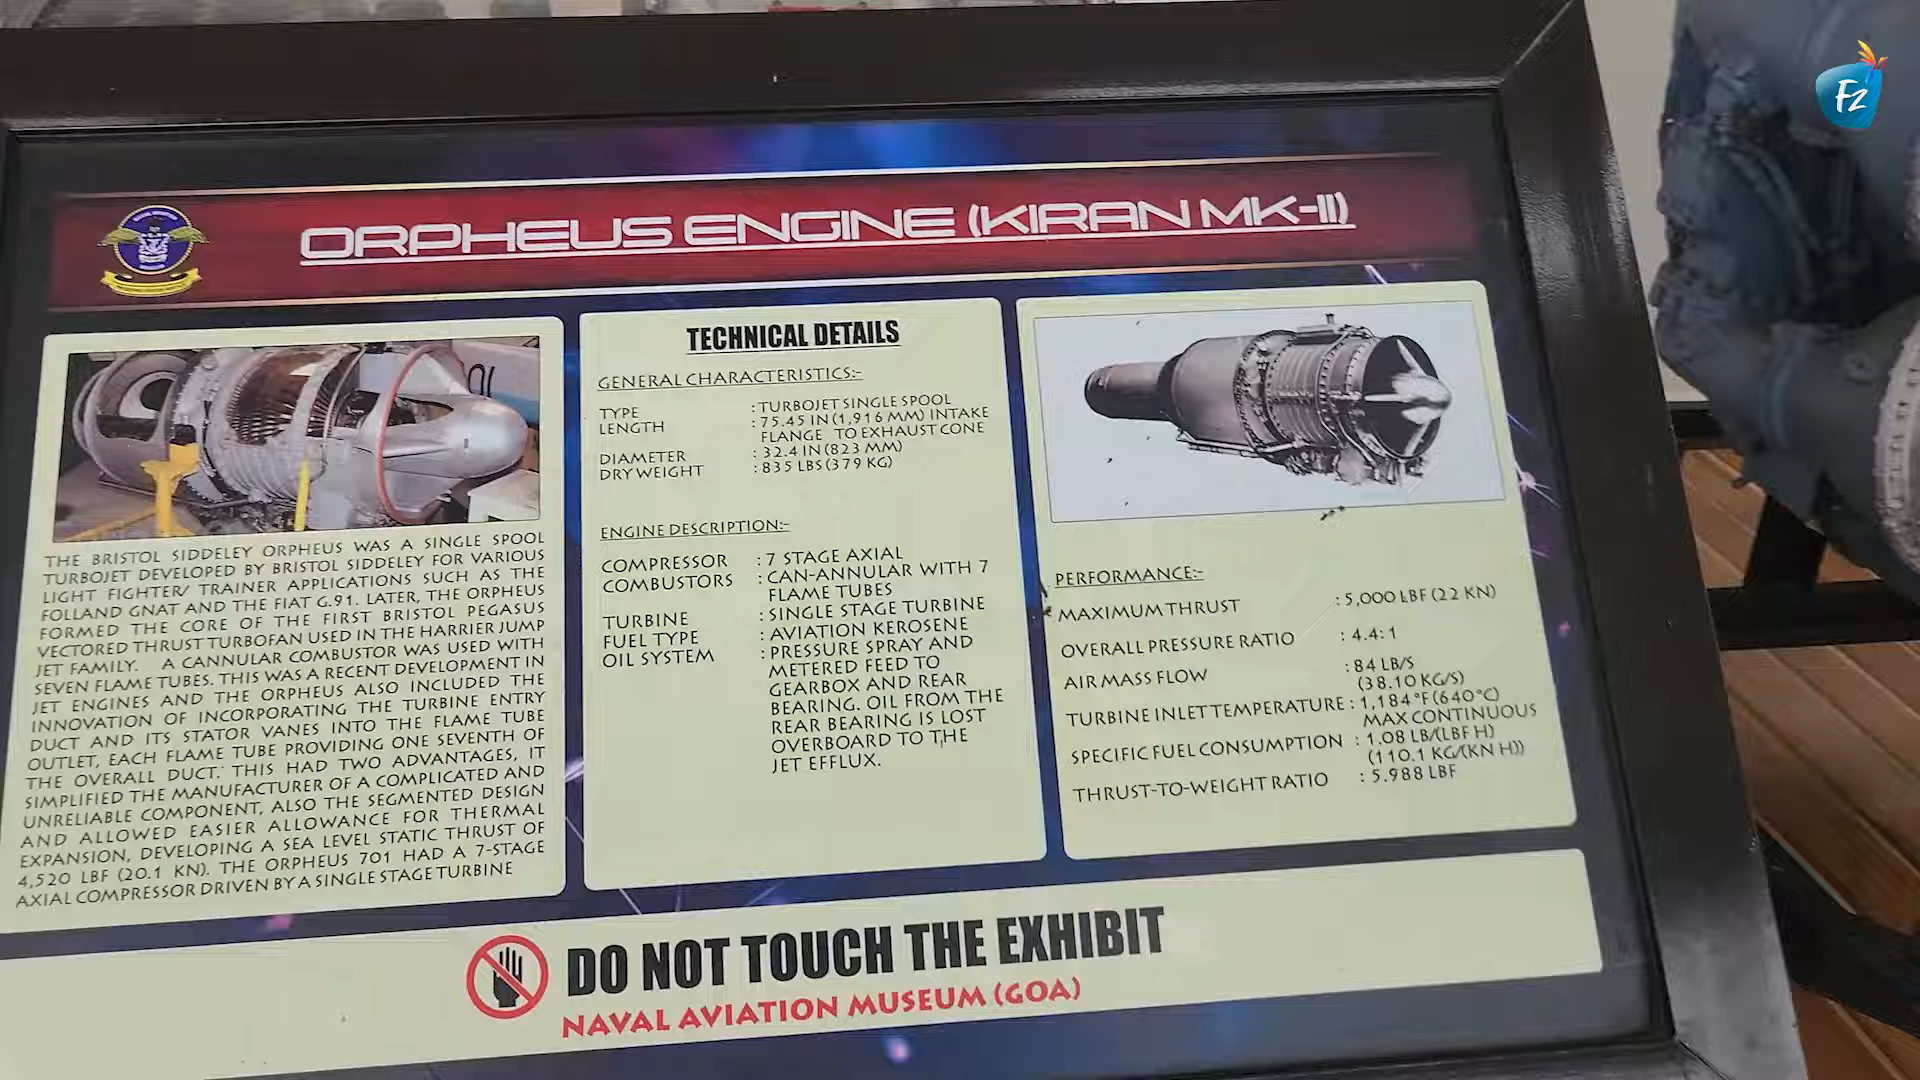 Fz
ORPHEUS ENGINE (KIRAN MK-II)
THE BRISTOL SIDDELEY ORPHEUS WAS A SINGLE SPOOL
TURBOJET DEVELOPED BY BRISTOL SIDDELEY FOR VARIOUS
LIGHT FIGHTER/ TRAINER APPLICATIONS SUCH AS THE
FOLLAND GNAT AND THE FIAT G.91. LATER, THE ORPHEUS
FORMED THE CORE OF THE FIRST BRISTOL PEGASUS
VECTORED THRUST TURBOFAN USED IN THE HARRIER JUMP
JET FAMILY. A CANNULAR COMBUSTOR WAS USED WITH
SEVEN FLAME TUBES. THIS WAS A RECENT DEVELOPMENT IN
JET ENGINES AND THE ORPHEUS ALSO INCLUDED THE
INNOVATION OF INCORPORATING THE TURBINE ENTRY
DUCT AND ITS STATOR VANES INTO THE FLAME TUBE
OUTLET, EACH FLAME TUBE PROVIDING ONE SEVENTH OF
THE OVERALL DUCT. THIS HAD TWO ADVANTAGES, IT
SIMPLIFIED THE MANUFACTURER OF A COMPLICATED AND
UNRELIABLE COMPONENT, ALSO THE SEGMENTED DESIGN
AND ALLOWED EASIER ALLOWANCE FOR THERMAL
EXPANSION, DEVELOPING A SEA LEVEL STATIC THRUST OF
4,520 LBF (20.1 KN). THE ORPHEUS 701 HAD A 7-STAGE
AXIAL COMPRESSOR DRIVEN BY A SINGLE STAGE TURBINE
TECHNICAL DETAILS
GENERAL CHARACTERISTICS:-
TYPE : TURBOJET SINGLE SPOOL
LENGTH : 75.45 IN (1,916 MM) INTAKE
FLANGE TO EXHAUST CONE
DIAMETER : 32.4 IN (823 MM)
DRY WEIGHT : 835 LBS (379 KG)
ENGINE DESCRIPTION:-
COMPRESSOR : 7 STAGE AXIAL
COMBUSTORS : CAN-ANNULAR WITH 7
FLAME TUBES
TURBINE : SINGLE STAGE TURBINE
FUEL TYPE : AVIATION KEROSENE
OIL SYSTEM : PRESSURE SPRAY AND
METERED FEED TO
GEARBOX AND REAR
BEARING. OIL FROM THE
REAR BEARING IS LOST
OVERBOARD TO THE
JET EFFLUX.
PERFORMANCE:-
MAXIMUM THRUST : 5,000 LBF (22 KN)
OVERALL PRESSURE RATIO : 4.4: 1
AIR MASS FLOW : 84 LB/S
(38.10 KG/S)
TURBINE INLET TEMPERATURE : 1,184°F (640°C)
MAX CONTINUOUS
SPECIFIC FUEL CONSUMPTION : 1.08 LB/(LBF H)
(110.1 KG/(KN H))
THRUST-TO-WEIGHT RATIO : 5.988 LBF
DO NOT TOUCH THE EXHIBIT
NAVAL AVIATION MUSEUM (GOA)